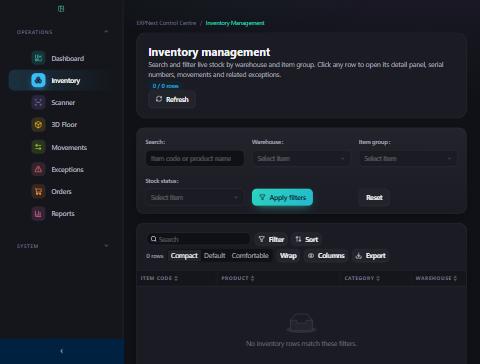 OPERATIONS
Dashboard
Inventory
Scanner
3D Floor
Movements
Exceptions
Orders
Reports
SYSTEM
EXPNext Control Centre / Inventory Management
Inventory management
Search and filter live stock by warehouse and item group. Click any row to open its detail panel, serial
numbers, movements and related exceptions.
0 / 0 rows
Refresh
Search:
Warehouse:
Item group:
Item code or product name
Select item
Select item
Stock status:
Select item
Apply filters
Reset
Search
Filter
Sort
0 rows
Compact
Default
Comfortable
Wrap
Columns
Export
ITEM CODE
PRODUCT
CATEGORY
WAREHOUSE
No inventory rows match these filters.